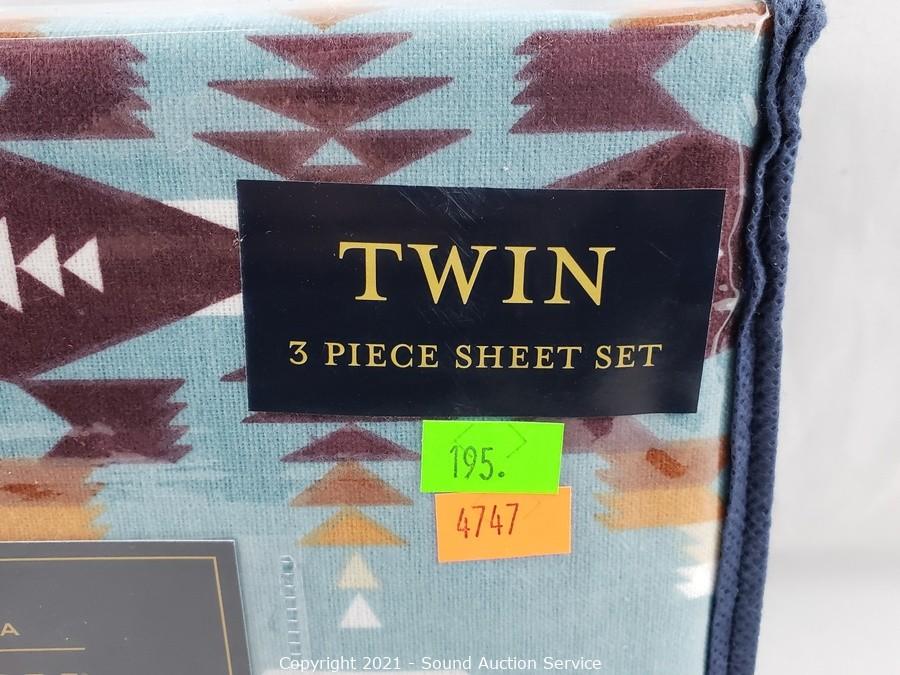 TWIN
3 PIECE SHEET SET
195.
4747
A
Copyright 2021 - Sound Auction Service